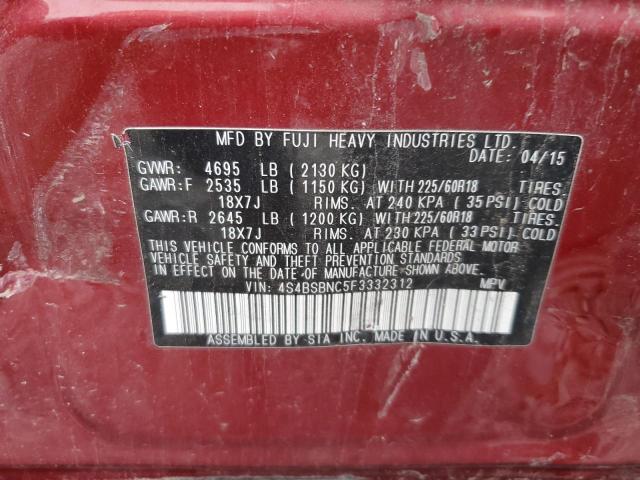 MFD BY FUJI HEAVY INDUSTRIES LTD.
DATE: 04/15
GVWR: 4695 LB (2130 KG)
GAWR:F 2535 LB (1150 KG) WITH 225/60R18 TIRES.
18X7J RIMS. AT 240 KPA (35 PSI) COLD
GAWR:R 2645 LB (1200 KG) WITH 225/60R18 TIRES.
18X7J RIMS. AT 230 KPA (33 PSI) COLD
THIS VEHICLE CONFORMS TO ALL APPLICABLE FEDERAL MOTOR
VEHICLE SAFETY AND THEFT PREVENTION STANDARDS
IN EFFECT ON THE DATE OF MANUFACTURE SHOWN ABOVE.
VIN: 4S4BSBNC5F3332312 MPV
ASSEMBLED BY SIA INC. MADE IN U.S.A.